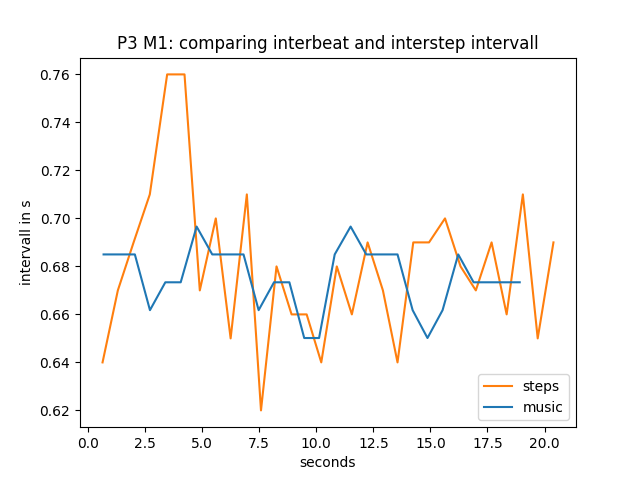 P3 M1: comparing interbeat and interstep intervall
0.76
0.74
0.72
0.70
0.68
0.66
0.64
0.62
intervall in s
0.0 2.5 5.0 7.5 10.0 12.5 15.0 17.5 20.0
seconds
steps
music